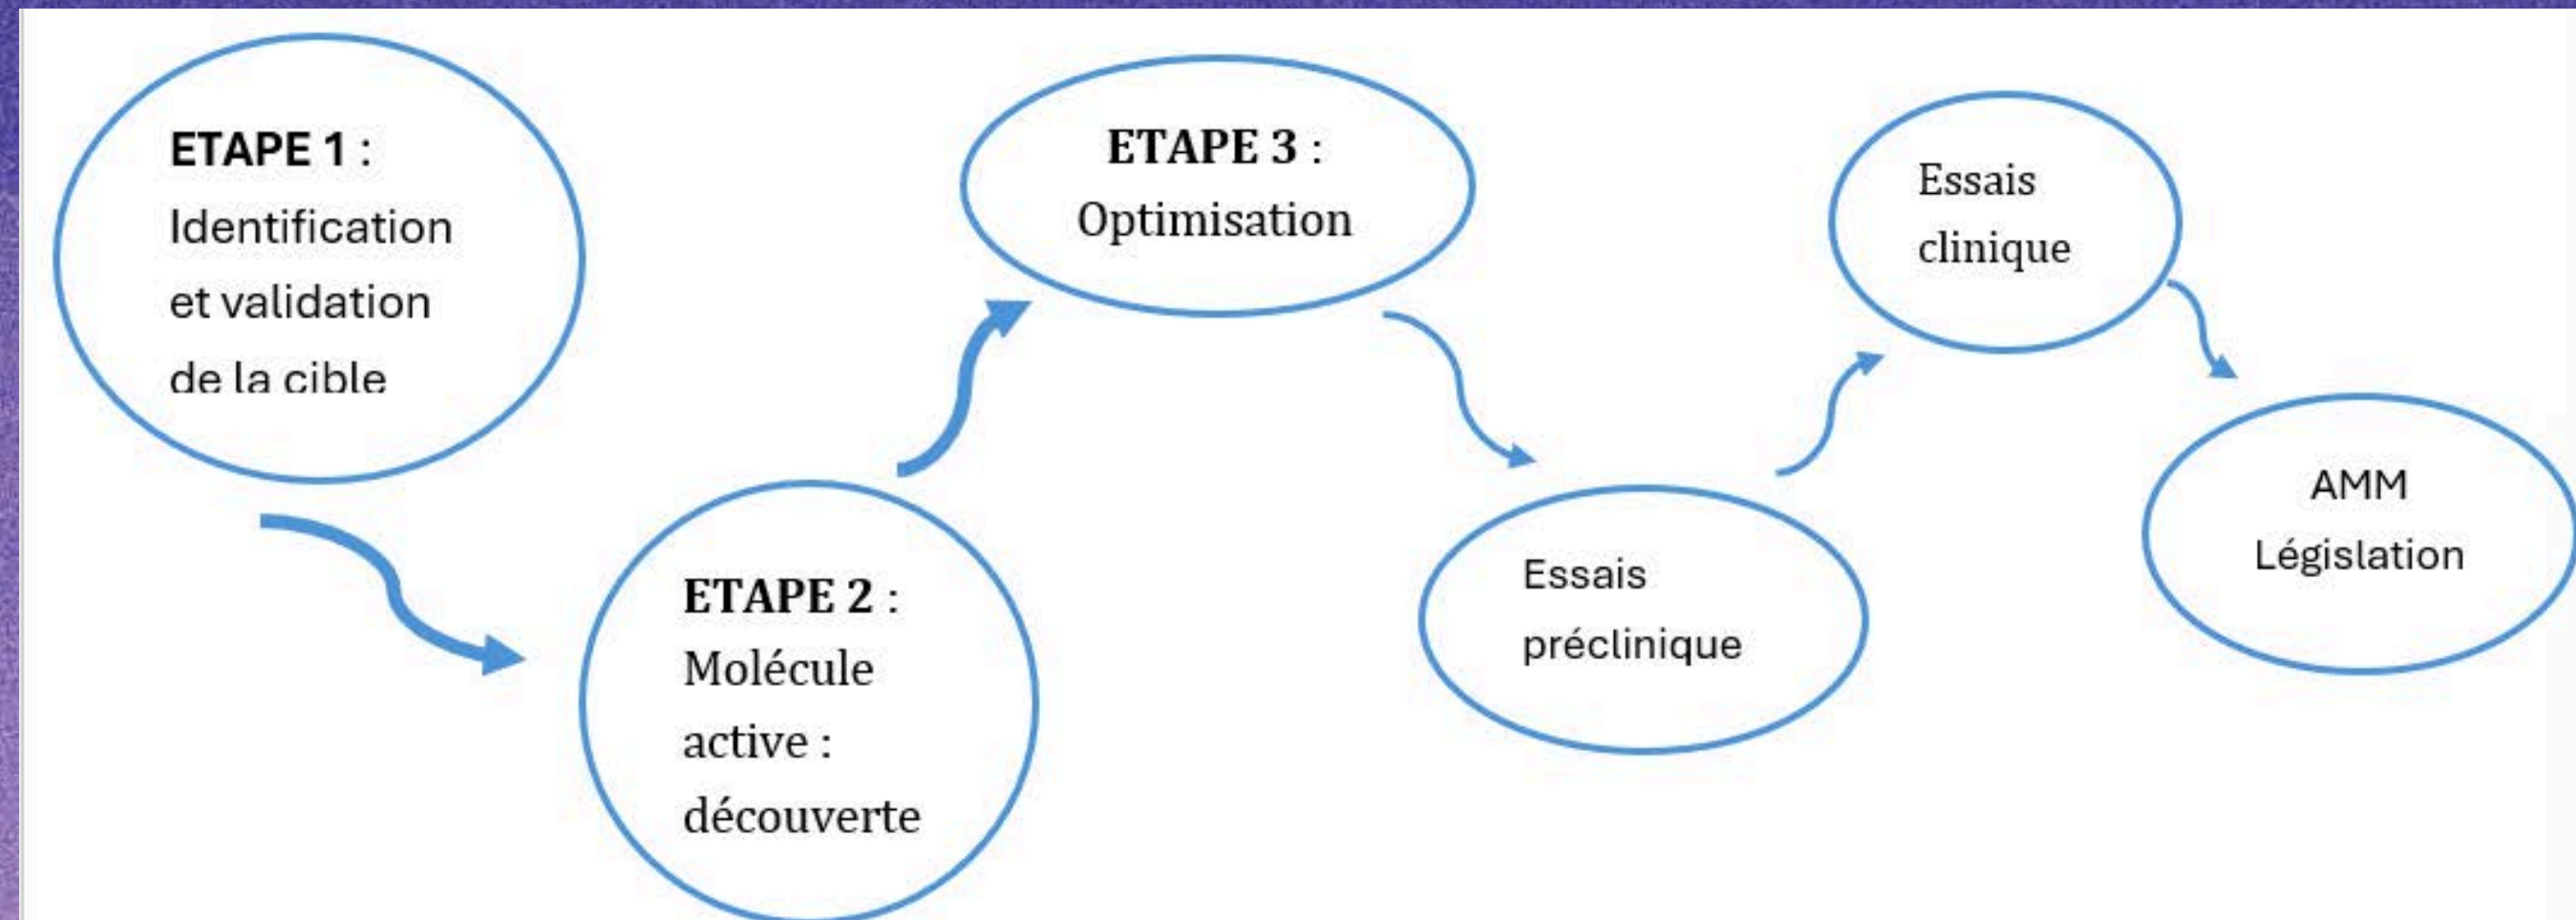 ETAPE 1 :
Identification
et validation
de la cible
ETAPE 2 :
Molécule
active :
découverte
ETAPE 3 :
Optimisation
Essais
préclinique
Essais
clinique
AMM
Législation